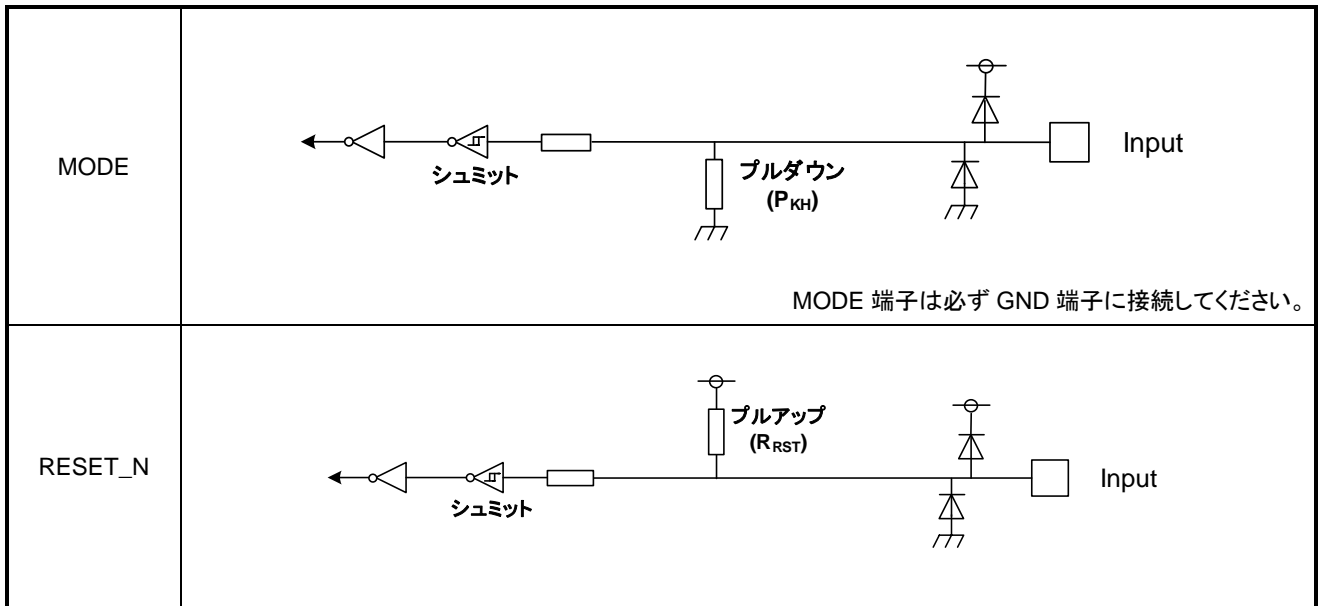 MODE
Input
シュミット
プルダウン
(PKH)
MODE 端子は必ず GND 端子に接続してください。
RESET_N
プルアップ
(RRST)
Input
シュミット